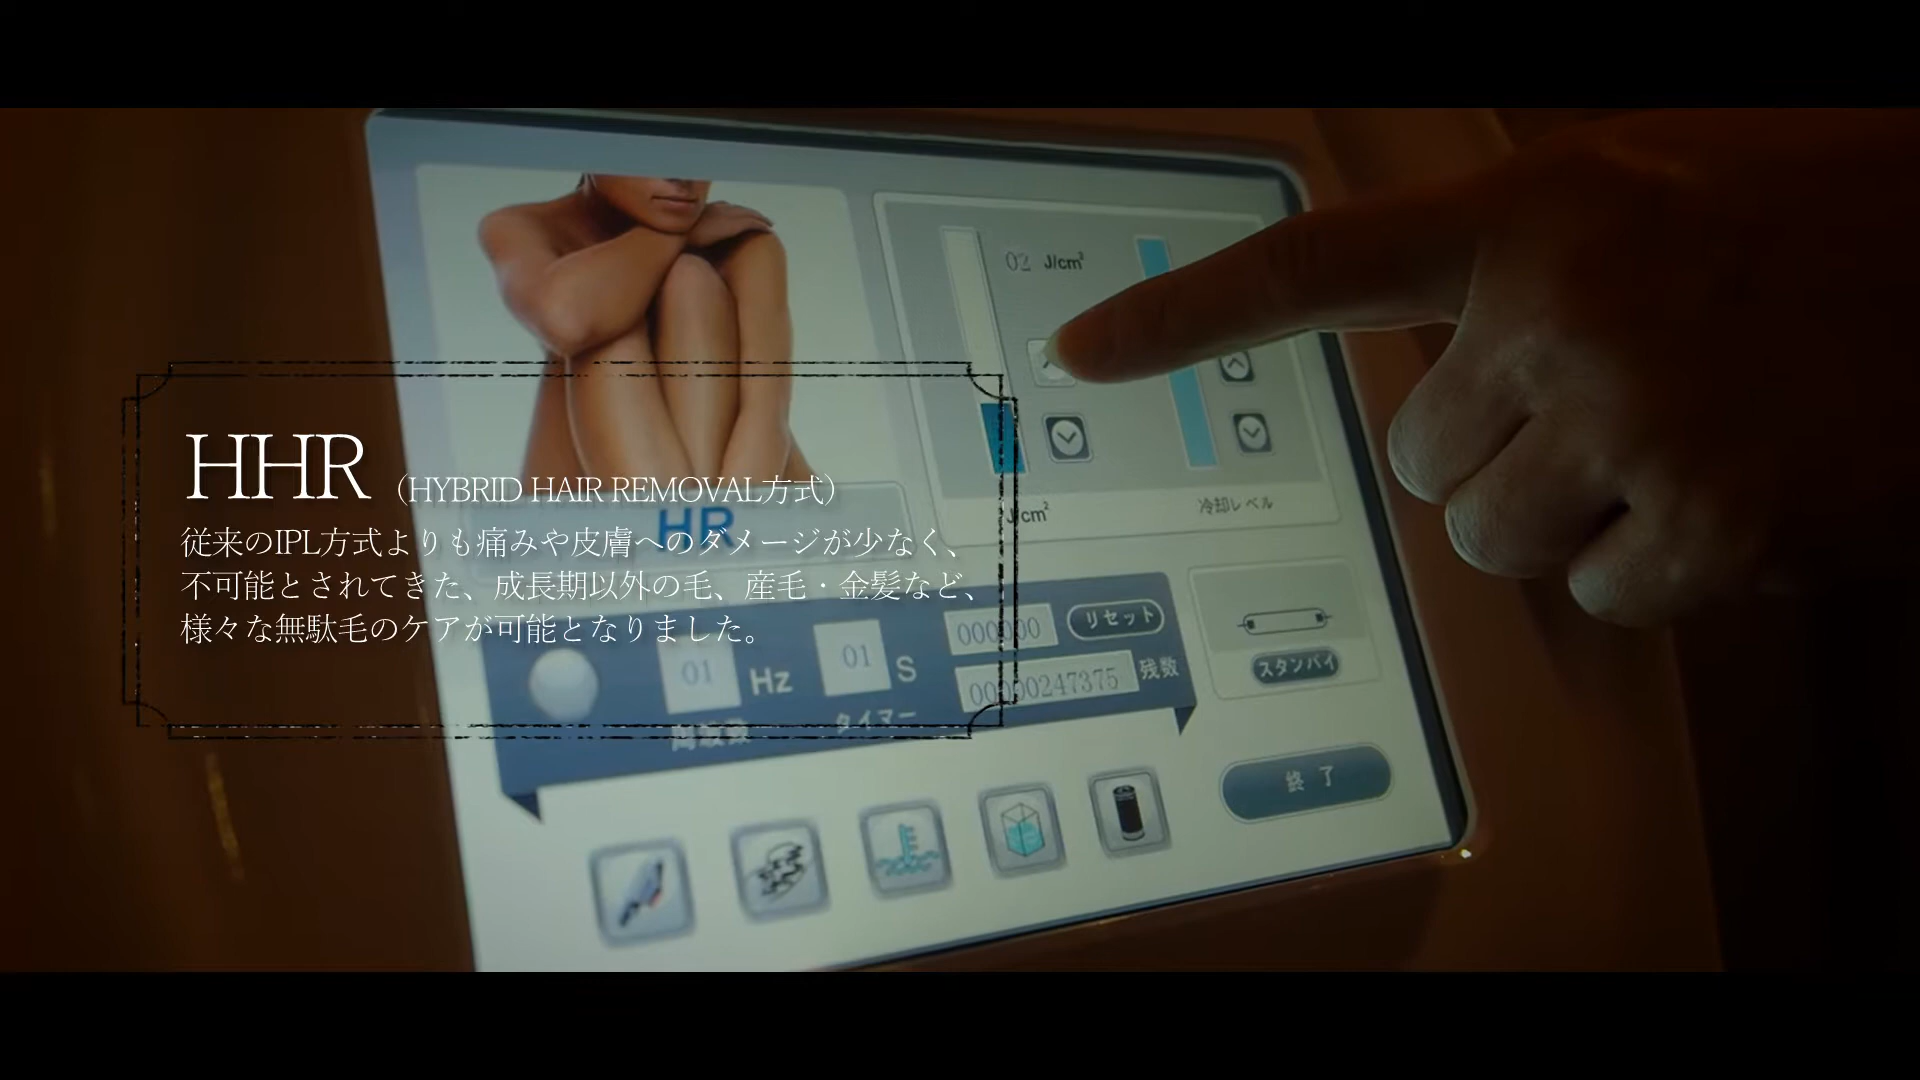 02 J/cm²
HHR（HYBRID HAIR REMOVAL方式）
J/cm²
冷却レベル
HR
従来のIPL方式よりも痛みや皮膚へのダメージが少なく、
不可能とされてきた、成長期以外の毛、産毛・金髪など、
様々な無駄毛のケアが可能となりました。
000000
リセット
01 Hz
01 S
00000247375 残数
スタンバイ
周波数
タイマー
終了